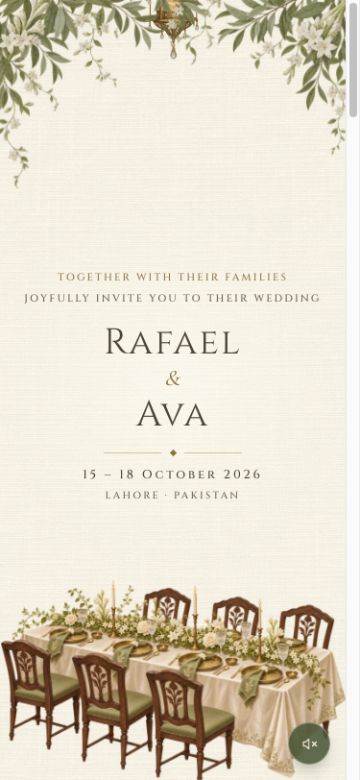 TOGETHER WITH THEIR FAMILIES
JOYFULLY INVITE YOU TO THEIR WEDDING
RAFAEL
&
AVA
15 – 18 OCTOBER 2026
LAHORE · PAKISTAN